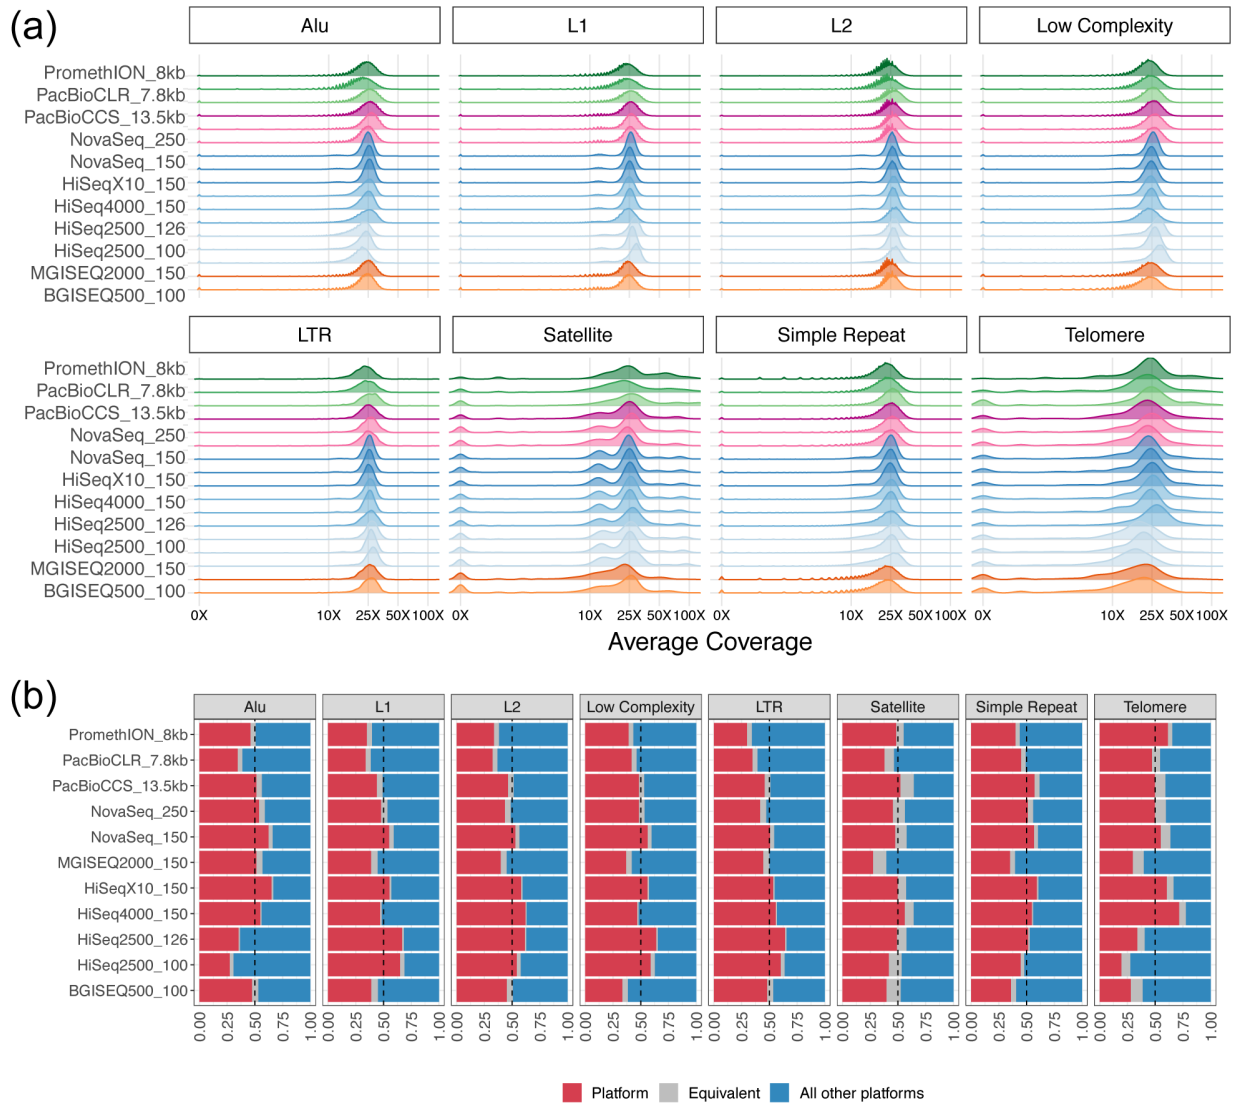 (a)
Alu L1 L2 Low Complexity
PromethION_8kb
PacBioCLR_7.8kb
PacBioCCS_13.5kb
NovaSeq_250
NovaSeq_150
HiSeqX10_150
HiSeq4000_150
HiSeq2500_126
HiSeq2500_100
MGISEQ2000_150
BGISEQ500_100
LTR Satellite Simple Repeat Telomere
PromethION_8kb
PacBioCLR_7.8kb
PacBioCCS_13.5kb
NovaSeq_250
NovaSeq_150
HiSeqX10_150
HiSeq4000_150
HiSeq2500_126
HiSeq2500_100
MGISEQ2000_150
BGISEQ500_100
0X 10X 25X 50X 100X 0X 10X 25X 50X 100X 0X 10X 25X 50X 100X 0X 10X 25X 50X 100X
Average Coverage
(b)
Alu L1 L2 Low Complexity LTR Satellite Simple Repeat Telomere
PromethION_8kb
PacBioCLR_7.8kb
PacBioCCS_13.5kb
NovaSeq_250
NovaSeq_150
MGISEQ2000_150
HiSeqX10_150
HiSeq4000_150
HiSeq2500_126
HiSeq2500_100
BGISEQ500_100
0.00 0.25 0.50 0.75 1.00 0.00 0.25 0.50 0.75 1.00 0.00 0.25 0.50 0.75 1.00 0.00 0.25 0.50 0.75 1.00 0.00 0.25 0.50 0.75 1.00 0.00 0.25 0.50 0.75 1.00 0.00 0.25 0.50 0.75 1.00 0.00 0.25 0.50 0.75 1.00
Platform Equivalent All other platforms